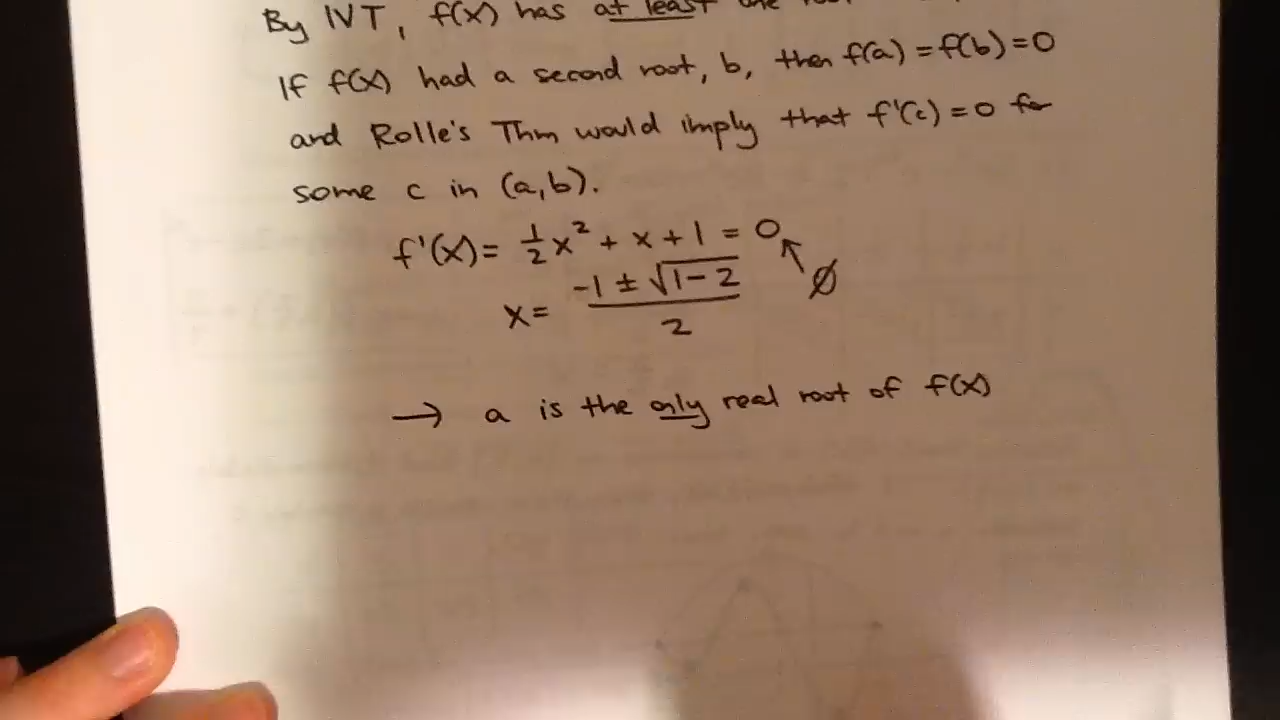 By IVT, f(x) has at least one
If f(x) had a second root, b, then f(a) = f(b) = 0
and Rolle's Thm would imply that f'(c) = 0 for
some c in (a,b).
f'(x) = ½x² + x + 1 = 0
∅
x = (-1 ± √(1-2))/2
→ a is the only real root of f(x)